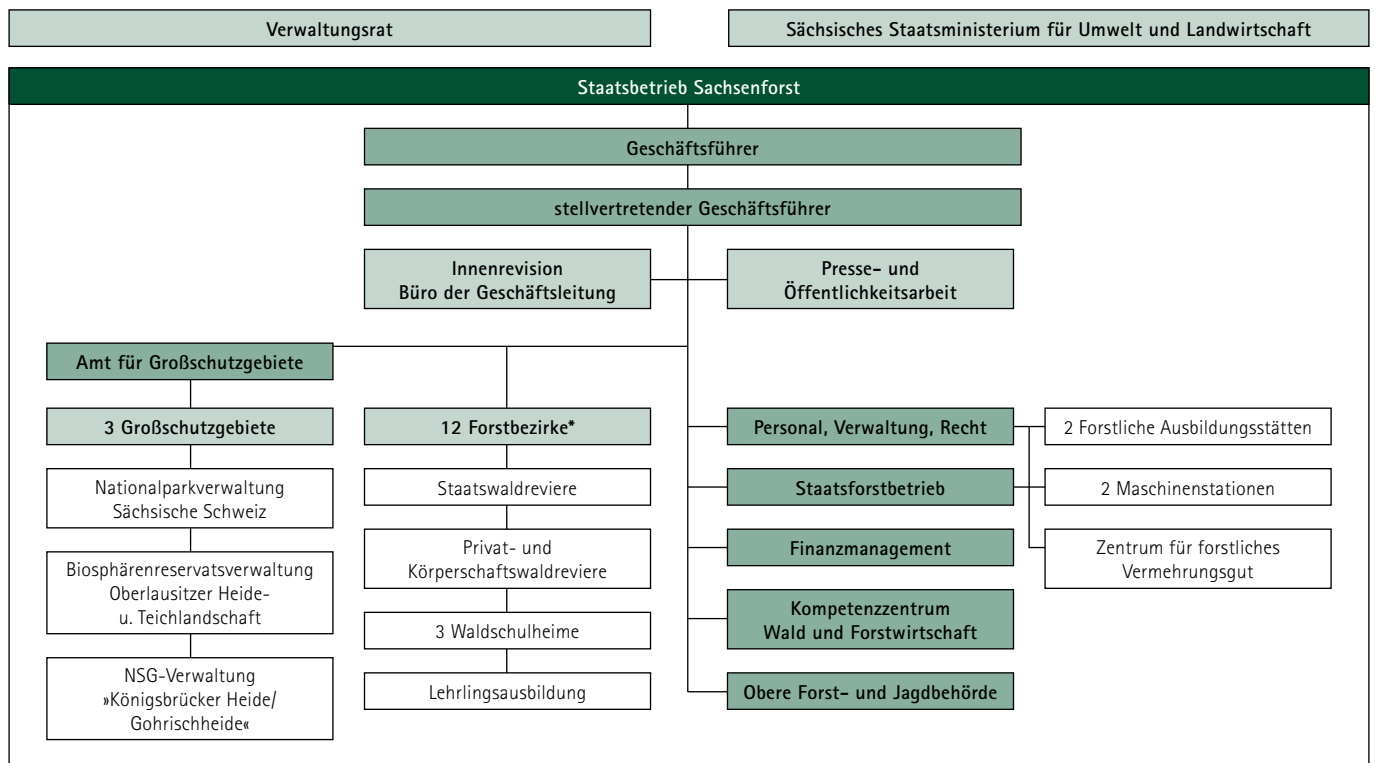 Verwaltungsrat
Sächsisches Staatsministerium für Umwelt und Landwirtschaft
Staatsbetrieb Sachsenforst
Geschäftsführer
stellvertretender Geschäftsführer
Innenrevision
Büro der Geschäftsleitung
Presse- und
Öffentlichkeitsarbeit
Amt für Großschutzgebiete
3 Großschutzgebiete
Nationalparkverwaltung
Sächsische Schweiz
Biosphärenreservatsverwaltung
Oberlausitzer Heide-
u. Teichlandschaft
NSG-Verwaltung
»Königsbrücker Heide/
Gohrischheide«
12 Forstbezirke*
Staatswaldreviere
Privat- und
Körperschaftswaldreviere
3 Waldschulheime
Lehrlingsausbildung
Personal, Verwaltung, Recht
Staatsforstbetrieb
Finanzmanagement
Kompetenzzentrum
Wald und Forstwirtschaft
Obere Forst- und Jagdbehörde
2 Forstliche Ausbildungsstätten
2 Maschinenstationen
Zentrum für forstliches
Vermehrungsgut